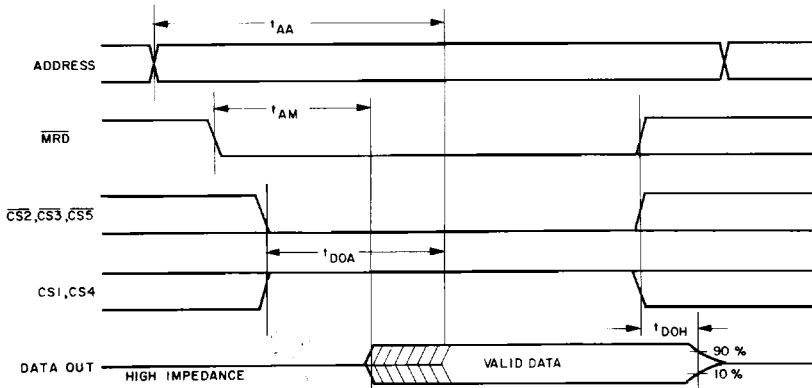 tAA
ADDRESS
tAM
MRD
CS2,CS3,CS5
tDOA
CS1,CS4
tDOH
90 %
DATA OUT
HIGH IMPEDANCE
VALID DATA
10 %